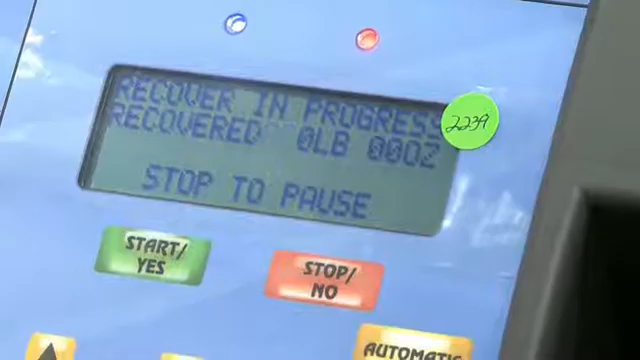 RECOVER IN PROGRESS
RECOVERED 0LB 00OZ
STOP TO PAUSE
2239
START/
YES
STOP/
NO
AUTOMATIC